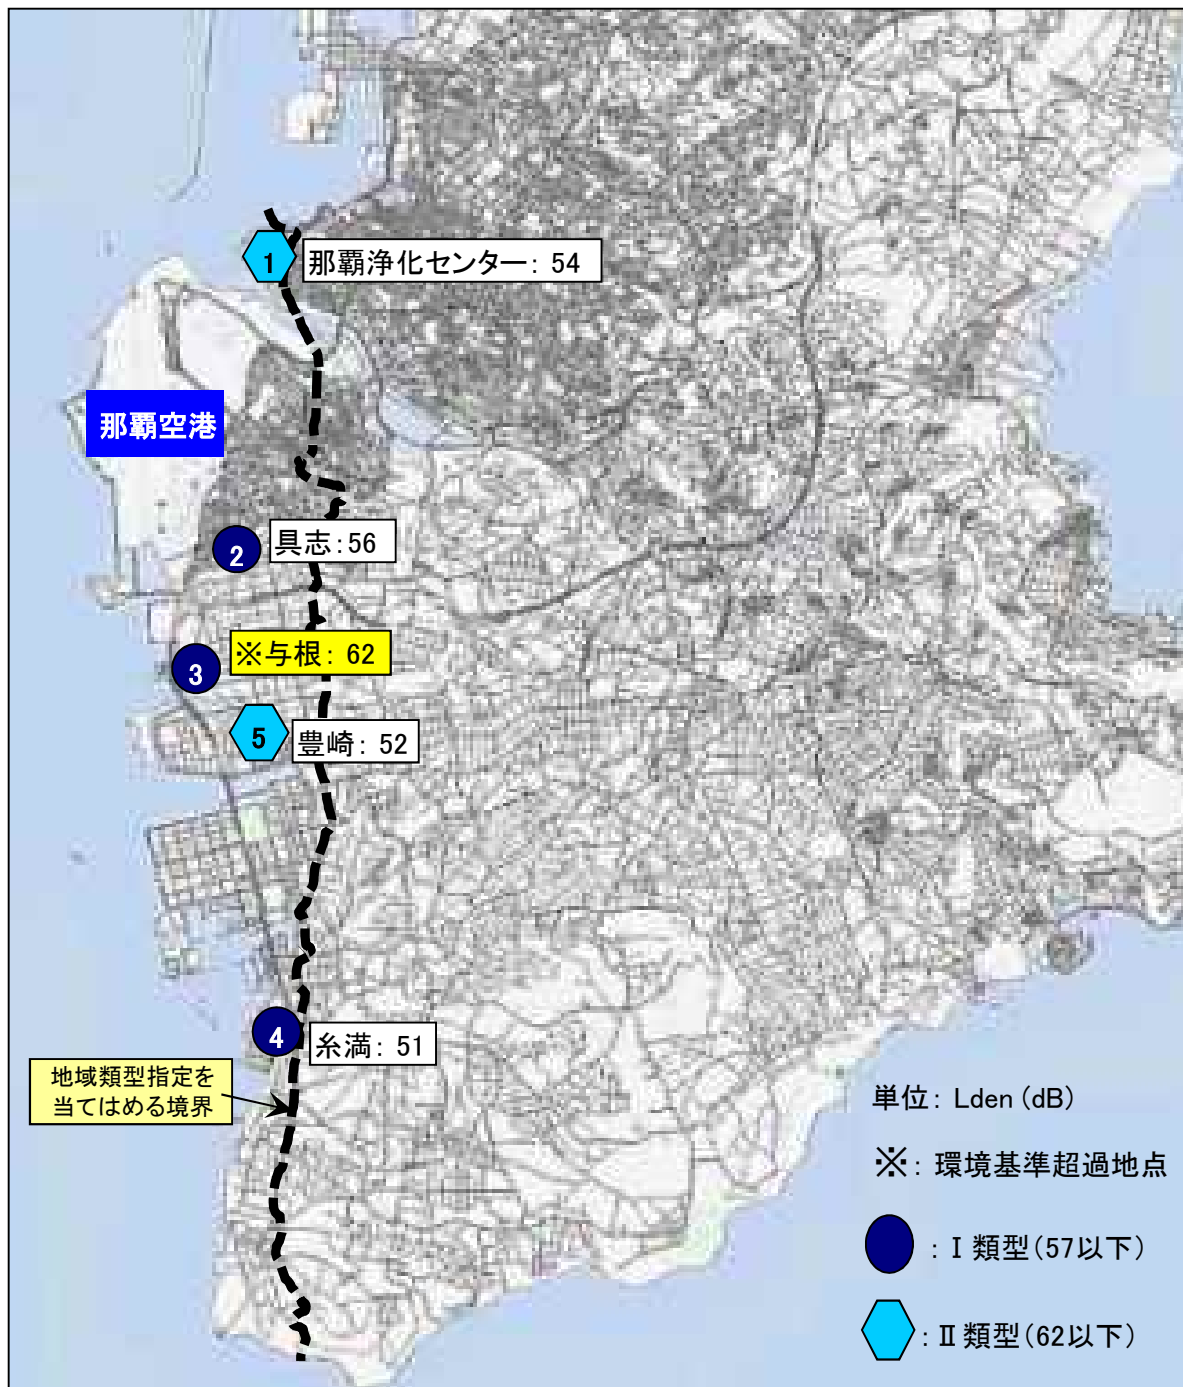 1
那覇浄化センター: 54
那覇空港
2
具志:56
3
※与根: 62
5
豊崎: 52
4
糸満: 51
地域類型指定を
当てはめる境界
単位: Lden (dB)
※: 環境基準超過地点
: Ⅰ類型(57以下)
: Ⅱ類型(62以下)